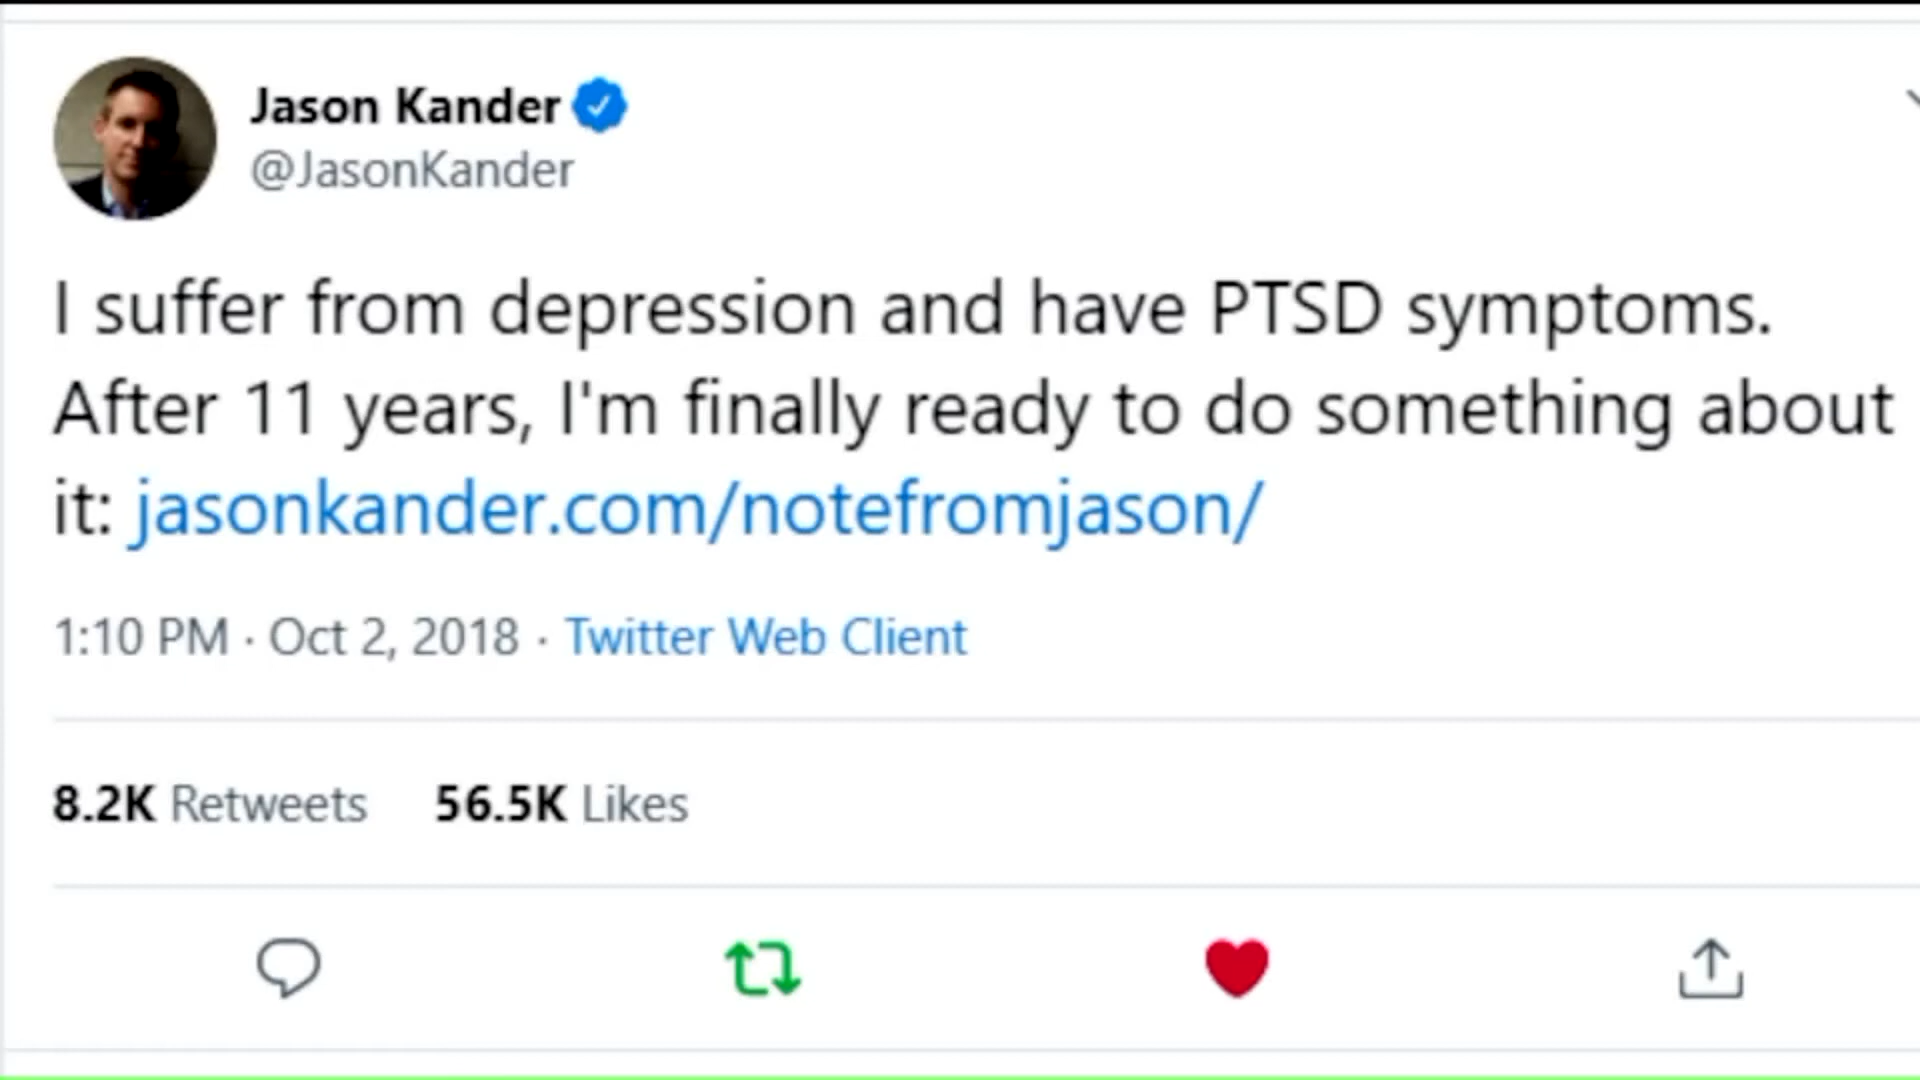 Jason Kander
@JasonKander
I suffer from depression and have PTSD symptoms.
After 11 years, I'm finally ready to do something about
it: jasonkander.com/notefromjason/
1:10 PM · Oct 2, 2018 · Twitter Web Client
8.2K Retweets 56.5K Likes